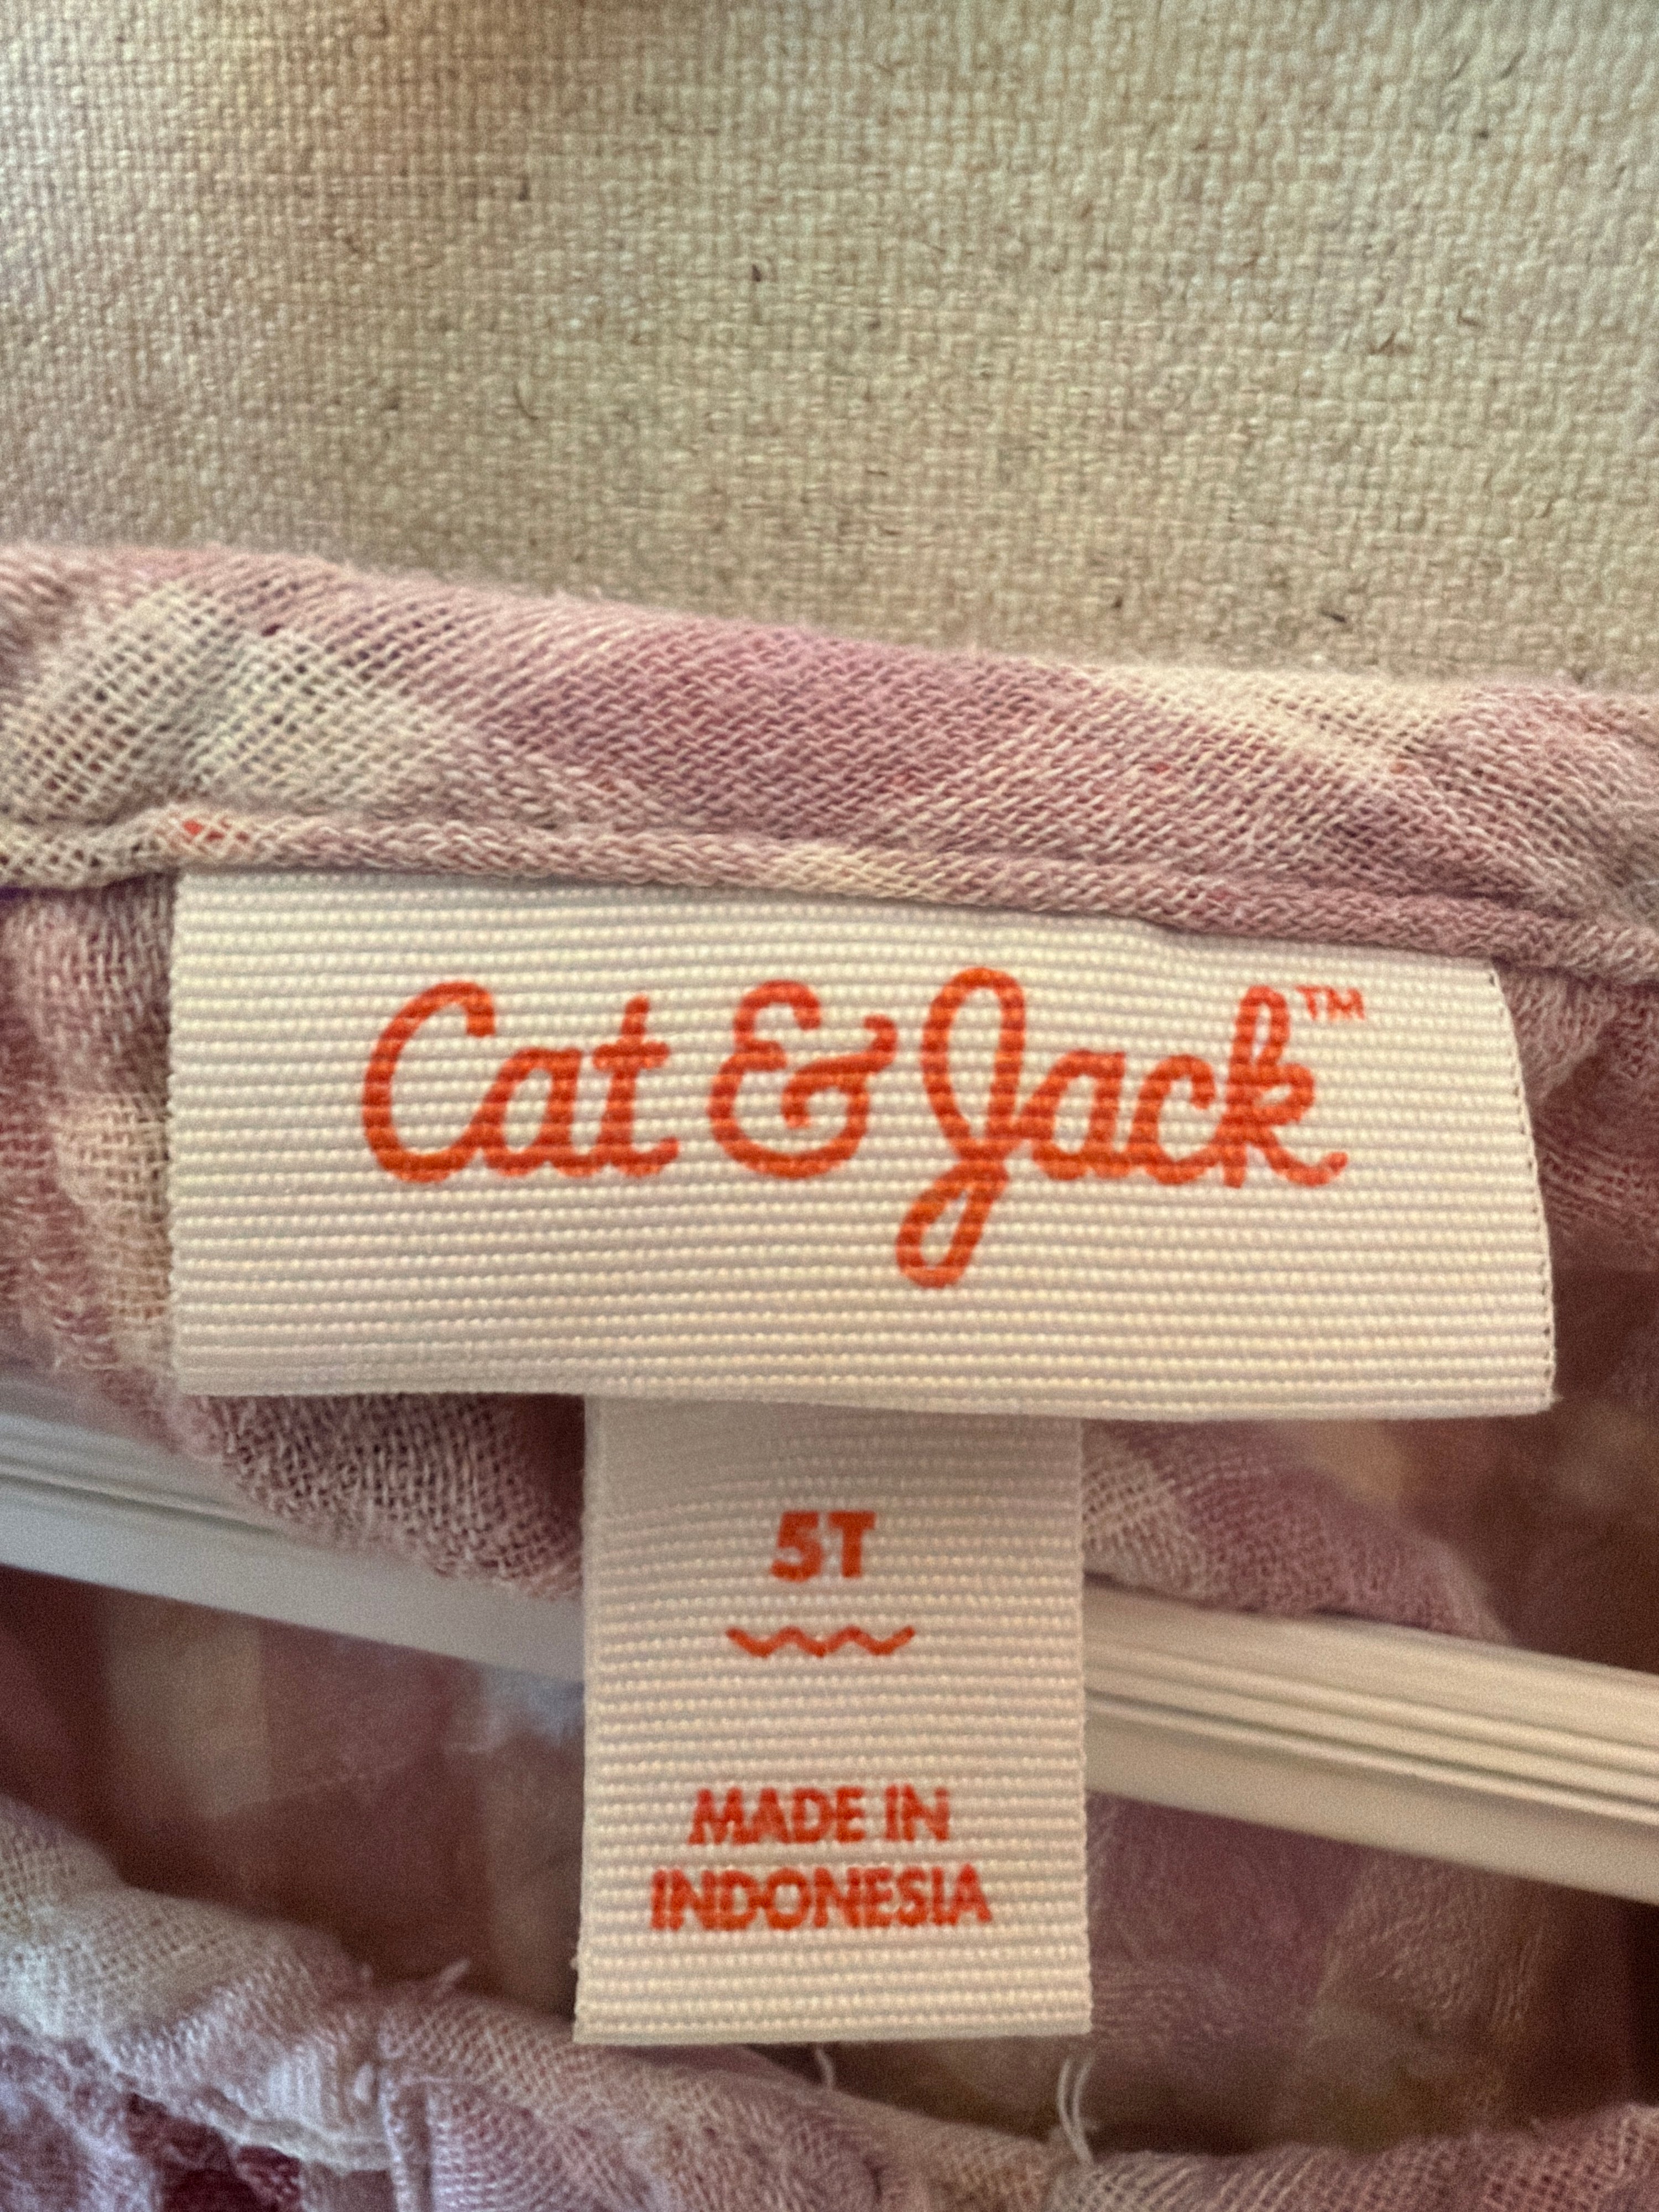 Cat & Jack™
5T
MADE IN
INDONESIA